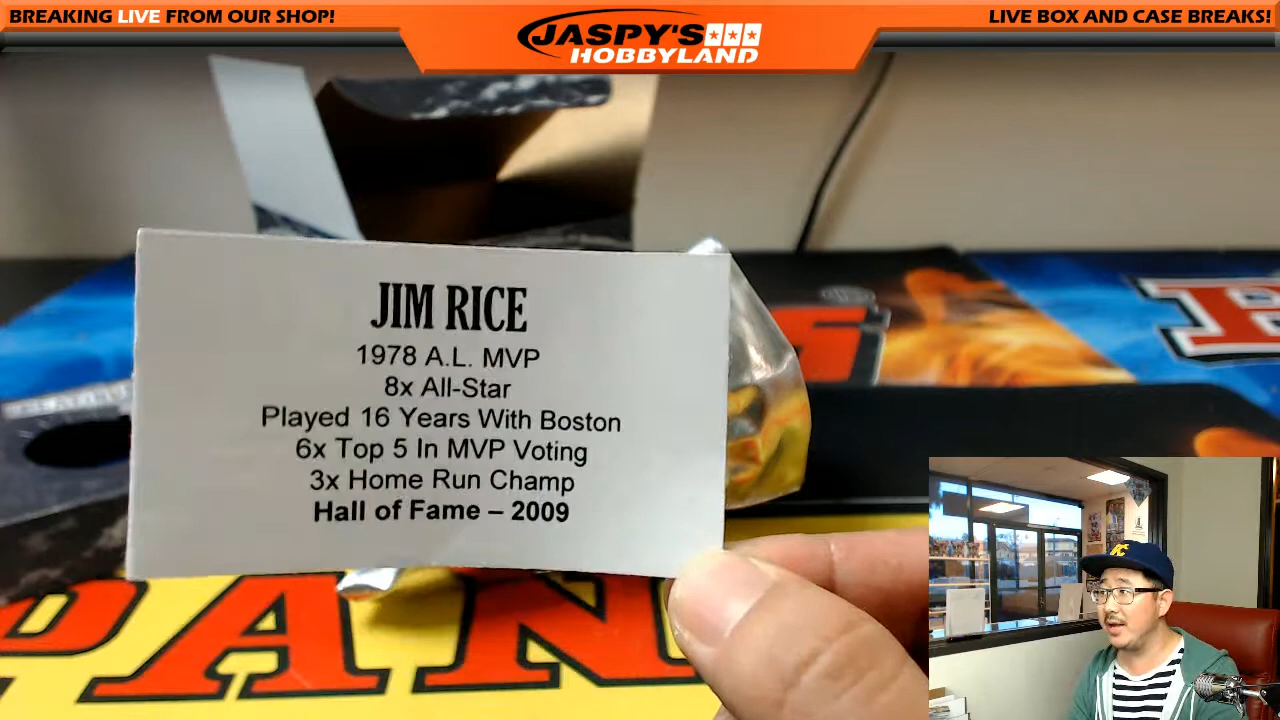 BREAKING LIVE FROM OUR SHOP!
JASPY'S
HOBBYLAND
LIVE BOX AND CASE BREAKS!
JIM RICE
1978 A.L. MVP
8x All-Star
Played 16 Years With Boston
6x Top 5 In MVP Voting
3x Home Run Champ
Hall of Fame – 2009
PAN